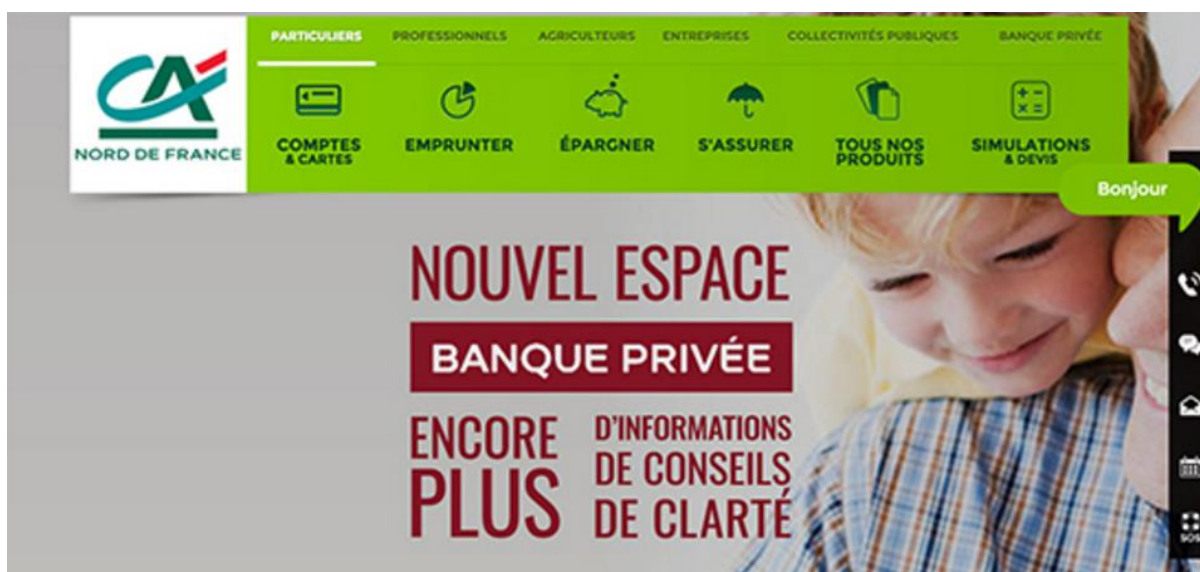 PARTICULIERS PROFESSIONNELS AGRICULTEURS ENTREPRISES COLLECTIVITÉS PUBLIQUES BANQUE PRIVÉE
CA
NORD DE FRANCE
COMPTES
& CARTES
EMPRUNTER
ÉPARGNER
S'ASSURER
TOUS NOS
PRODUITS
SIMULATIONS
& DEVIS
Bonjour
NOUVEL ESPACE
BANQUE PRIVÉE
ENCORE
PLUS
D'INFORMATIONS
DE CONSEILS
DE CLARTÉ
SOS